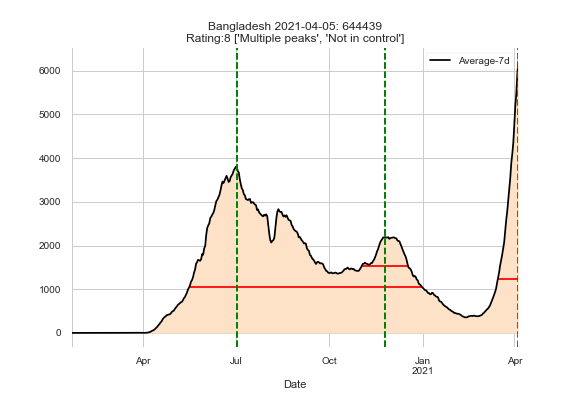 Bangladesh 2021-04-05: 644439
Rating:8 ['Multiple peaks', 'Not in control']
Average-7d
6000
5000
4000
3000
2000
1000
0
Apr
Jul
Oct
Jan
2021
Apr
Date